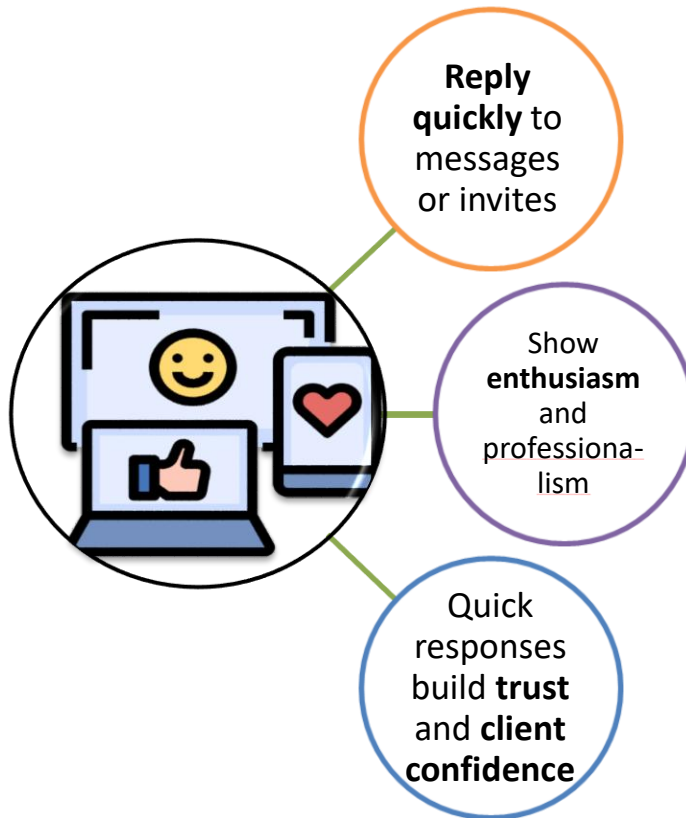 Reply
quickly to
messages
or invites
Show
enthusiasm
and
professiona-
lism
Quick
responses
build trust
and client
confidence